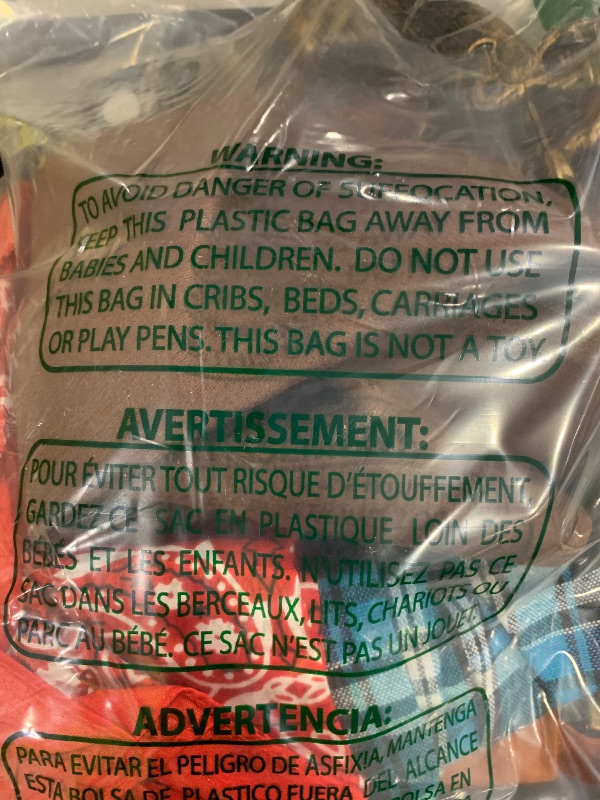 WARNING:
TO AVOID DANGER OF SUFFOCATION,
KEEP THIS PLASTIC BAG AWAY FROM
BABIES AND CHILDREN. DO NOT USE
THIS BAG IN CRIBS, BEDS, CARRIAGES
OR PLAY PENS. THIS BAG IS NOT A TOY
AVERTISSEMENT:
POUR ÉVITER TOUT RISQUE D'ÉTOUFFEMENT,
GARDEZ CE SAC EN PLASTIQUE LOIN DES
BÉBÉS ET LES ENFANTS. N'UTILISEZ PAS CE
SAC DANS LES BERCEAUX, LITS, CHARIOTS OU
PARC AU BÉBÉ. CE SAC N'EST PAS UN JOUET.
ADVERTENCIA:
PARA EVITAR EL PELIGRO DE ASFIXIA, MANTENGA
ESTA BOLSA DE PLASTICO FUERA DEL ALCANCE
BOLSA EN